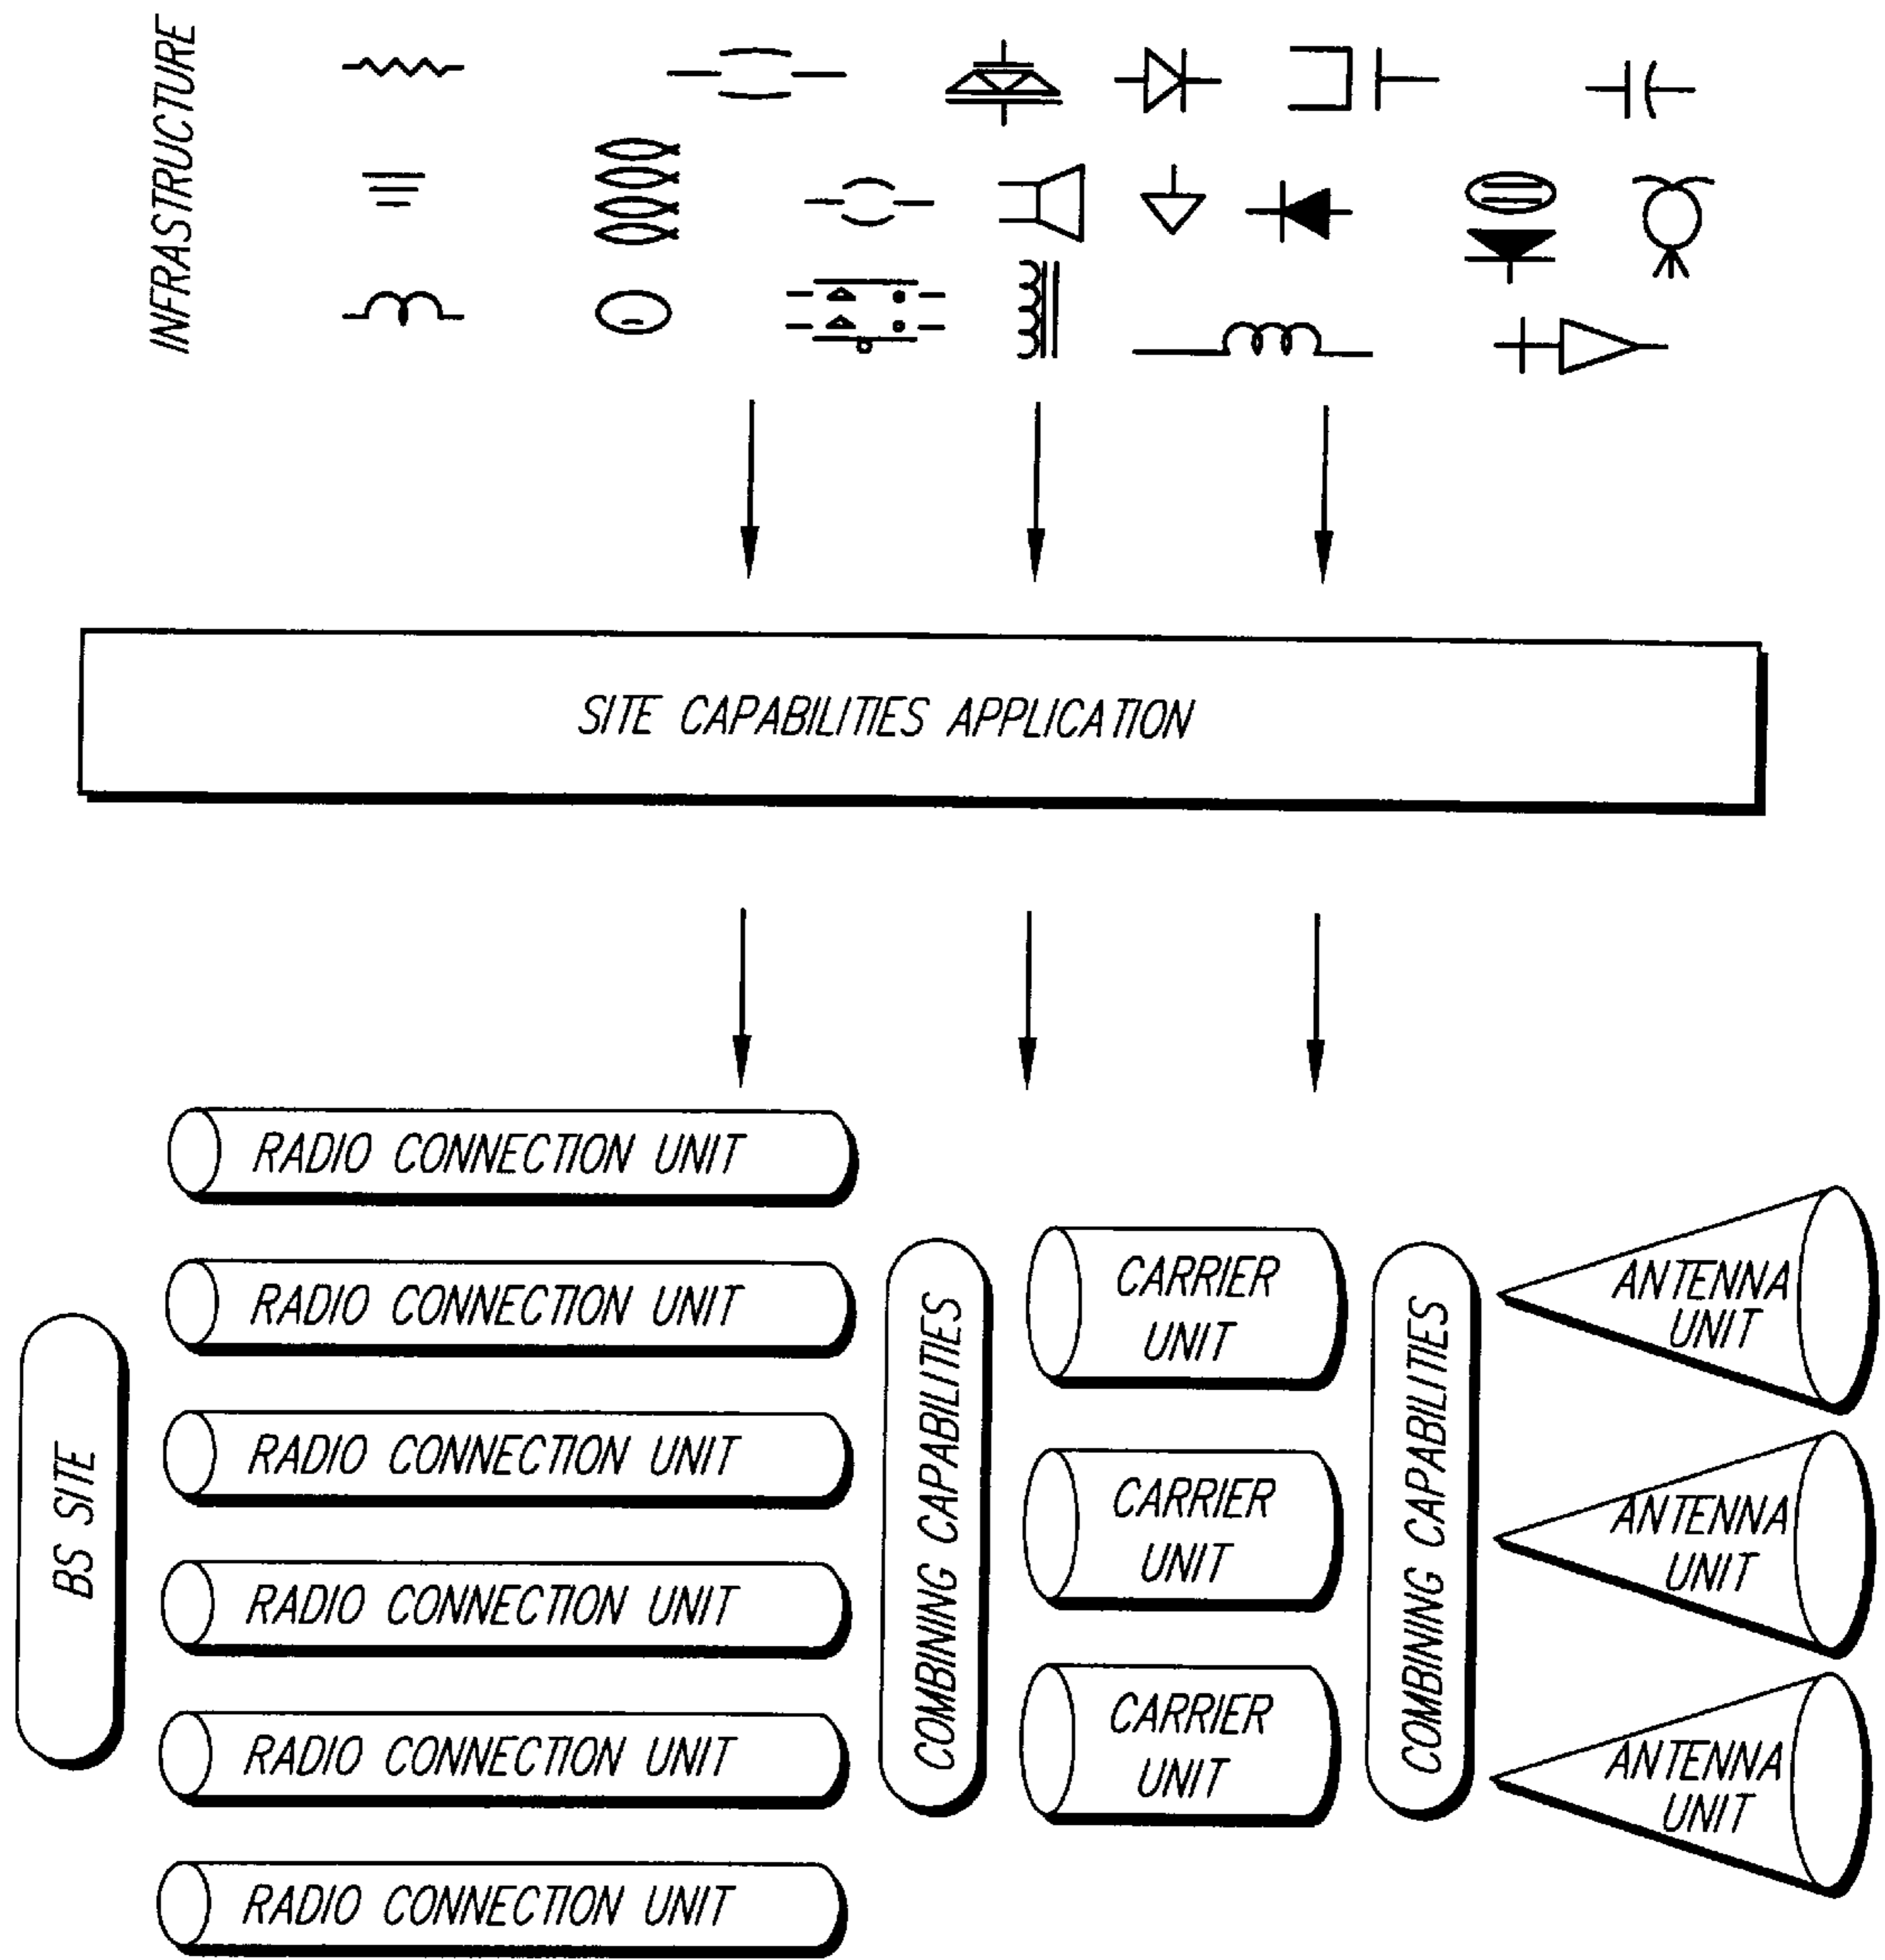 INFRASTRUCTURE
SITE CAPABILITIES APPLICATION
BS SITE
RADIO CONNECTION UNIT
RADIO CONNECTION UNIT
RADIO CONNECTION UNIT
RADIO CONNECTION UNIT
RADIO CONNECTION UNIT
RADIO CONNECTION UNIT
COMBINING CAPABILITIES
CARRIER
UNIT
CARRIER
UNIT
CARRIER
UNIT
COMBINING CAPABILITIES
ANTENNA
UNIT
ANTENNA
UNIT
ANTENNA
UNIT